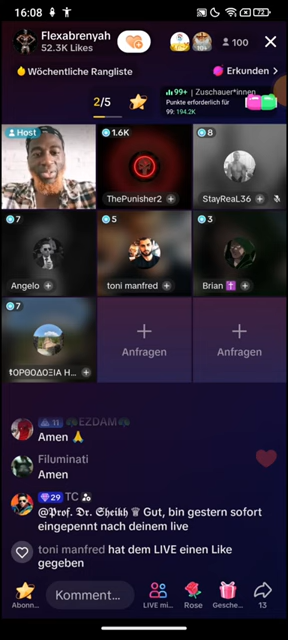 16:08
72
Flexabrenyah
52.3K Likes
100
Wöchentliche Rangliste
Erkunden >
2/5
99+ | Zuschauer*innen
Punkte erforderlich für
99: 194.2K
Host
1.6K
ThePunisher2
8
StayReaL36
7
Angelo
5
toni manfred
3
Brian ✝️
7
☦ΟΡΘΟΔΟΞΙΑ Η...
Anfragen
Anfragen
11 EZDAM
Amen 🙏
Filuminati
Amen
29 TC
@𝕻𝖗𝖔𝖋. 𝕯𝖗. 𝕾𝖍𝖊𝖎𝖐𝖍 ♕ Gut, bin gestern sofort
eingepennt nach deinem live
toni manfred hat dem LIVE einen Like
gegeben
Abonn...
Komment...
LIVE mi...
Rose
Gesche...
13